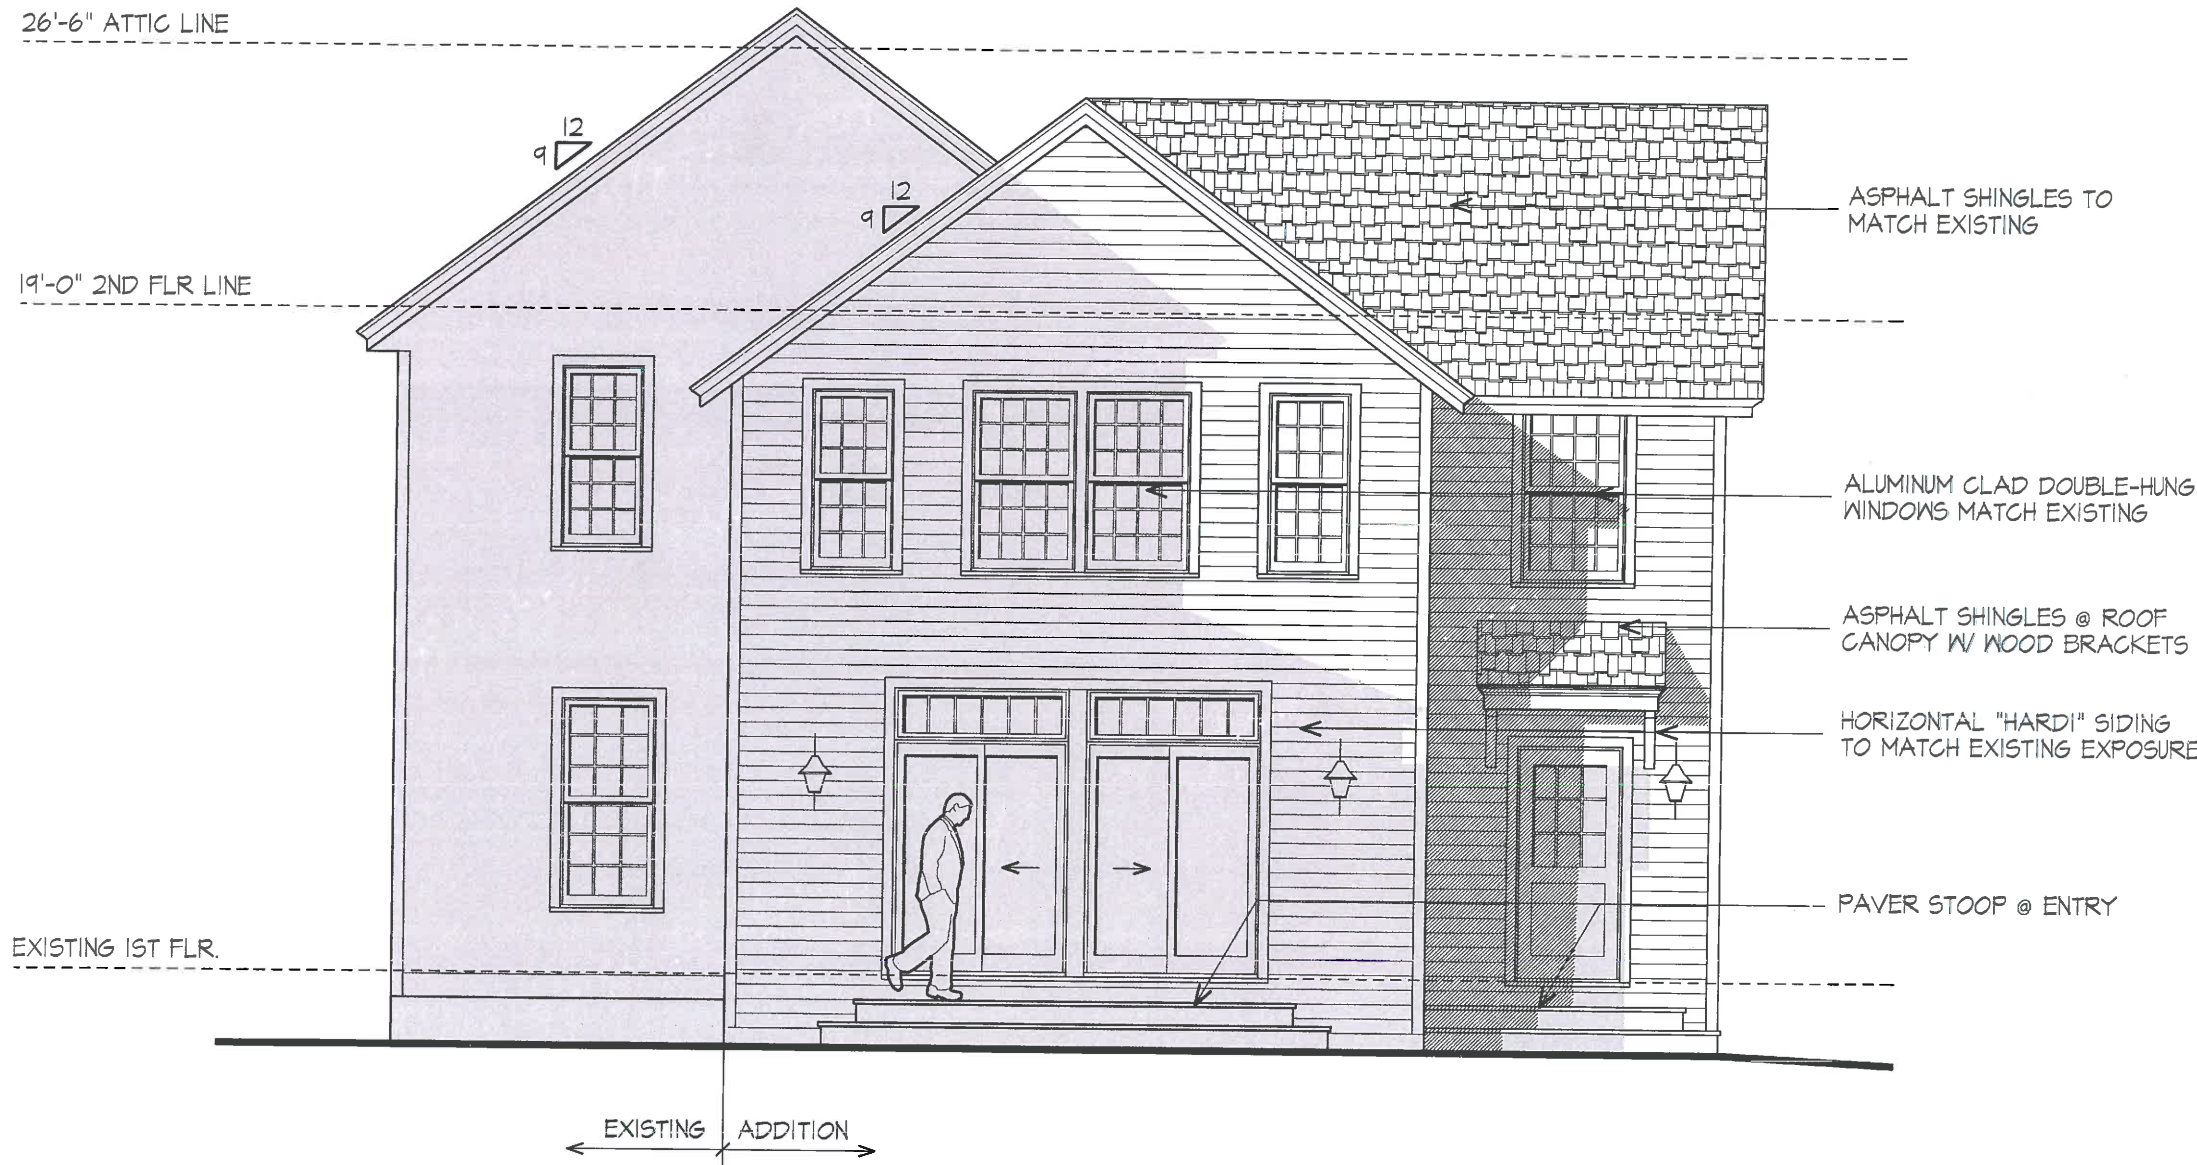 26'-6" ATTIC LINE
12
9
12
9
ASPHALT SHINGLES TO
MATCH EXISTING
19'-0" 2ND FLR LINE
ALUMINUM CLAD DOUBLE-HUNG
WINDOWS MATCH EXISTING
ASPHALT SHINGLES @ ROOF
CANOPY W/ WOOD BRACKETS
HORIZONTAL "HARDI" SIDING
TO MATCH EXISTING EXPOSURE
PAVER STOOP @ ENTRY
EXISTING 1ST FLR.
EXISTING
ADDITION